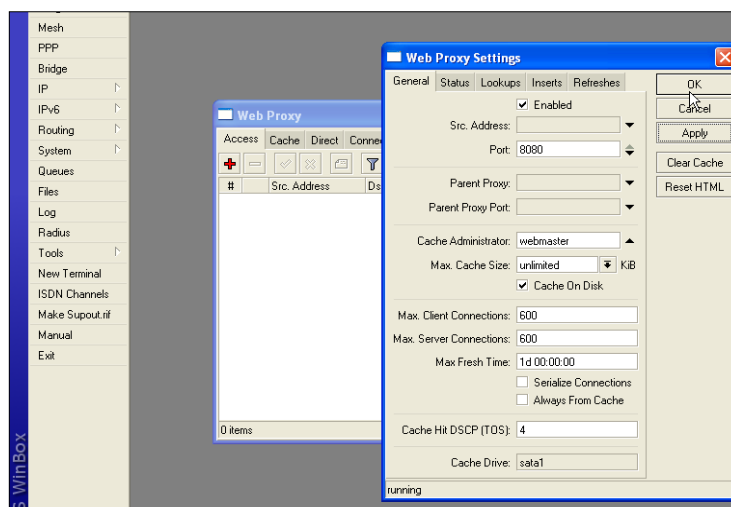 Mesh
PPP
Bridge
IP
IPv6
Routing
System
Queues
Files
Log
Radius
Tools
New Terminal
ISDN Channels
Make Supout.rif
Manual
Exit
WinBox
Web Proxy
Access Cache Direct Connec
# Src. Address Ds
0 items
Web Proxy Settings
General Status Lookups Inserts Refreshes
Enabled
Src. Address:
Port: 8080
Parent Proxy:
Parent Proxy Port:
Cache Administrator: webmaster
Max. Cache Size: unlimited KiB
Cache On Disk
Max. Client Connections: 600
Max. Server Connections: 600
Max Fresh Time: 1d 00:00:00
Serialize Connections
Always From Cache
Cache Hit DSCP (TOS): 4
Cache Drive: sata1
running
OK
Cancel
Apply
Clear Cache
Reset HTML